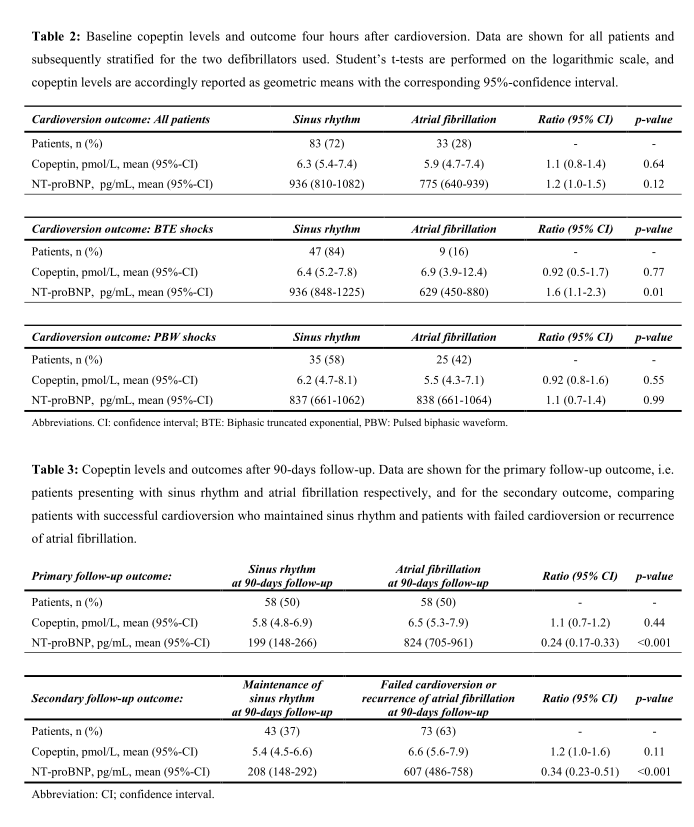 Table 2: Baseline copeptin levels and outcome four hours after cardioversion. Data are shown for all patients and
subsequently stratified for the two defibrillators used. Student’s t-tests are performed on the logarithmic scale, and
copeptin levels are accordingly reported as geometric means with the corresponding 95%-confidence interval.
Cardioversion outcome: All patients Sinus rhythm Atrial fibrillation Ratio (95% CI) p-value
Patients, n (%) 83 (72) 33 (28) - -
Copeptin, pmol/L, mean (95%-CI) 6.3 (5.4-7.4) 5.9 (4.7-7.4) 1.1 (0.8-1.4) 0.64
NT-proBNP, pg/mL, mean (95%-CI) 936 (810-1082) 775 (640-939) 1.2 (1.0-1.5) 0.12
Cardioversion outcome: BTE shocks Sinus rhythm Atrial fibrillation Ratio (95% CI) p-value
Patients, n (%) 47 (84) 9 (16) - -
Copeptin, pmol/L, mean (95%-CI) 6.4 (5.2-7.8) 6.9 (3.9-12.4) 0.92 (0.5-1.7) 0.77
NT-proBNP, pg/mL, mean (95%-CI) 936 (848-1225) 629 (450-880) 1.6 (1.1-2.3) 0.01
Cardioversion outcome: PBW shocks Sinus rhythm Atrial fibrillation Ratio (95% CI) p-value
Patients, n (%) 35 (58) 25 (42) - -
Copeptin, pmol/L, mean (95%-CI) 6.2 (4.7-8.1) 5.5 (4.3-7.1) 0.92 (0.8-1.6) 0.55
NT-proBNP, pg/mL, mean (95%-CI) 837 (661-1062) 838 (661-1064) 1.1 (0.7-1.4) 0.99
Abbreviations. CI: confidence interval; BTE: Biphasic truncated exponential, PBW: Pulsed biphasic waveform.
Table 3: Copeptin levels and outcomes after 90-days follow-up. Data are shown for the primary follow-up outcome, i.e.
patients presenting with sinus rhythm and atrial fibrillation respectively, and for the secondary outcome, comparing
patients with successful cardioversion who maintained sinus rhythm and patients with failed cardioversion or recurrence
of atrial fibrillation.
Primary follow-up outcome: Sinus rhythm at 90-days follow-up Atrial fibrillation at 90-days follow-up Ratio (95% CI) p-value
Patients, n (%) 58 (50) 58 (50) - -
Copeptin, pmol/L, mean (95%-CI) 5.8 (4.8-6.9) 6.5 (5.3-7.9) 1.1 (0.7-1.2) 0.44
NT-proBNP, pg/mL, mean (95%-CI) 199 (148-266) 824 (705-961) 0.24 (0.17-0.33) <0.001
Secondary follow-up outcome: Maintenance of sinus rhythm at 90-days follow-up Failed cardioversion or recurrence of atrial fibrillation at 90-days follow-up Ratio (95% CI) p-value
Patients, n (%) 43 (37) 73 (63) - -
Copeptin, pmol/L, mean (95%-CI) 5.4 (4.5-6.6) 6.6 (5.6-7.9) 1.2 (1.0-1.6) 0.11
NT-proBNP, pg/mL, mean (95%-CI) 208 (148-292) 607 (486-758) 0.34 (0.23-0.51) <0.001
Abbreviation: CI; confidence interval.